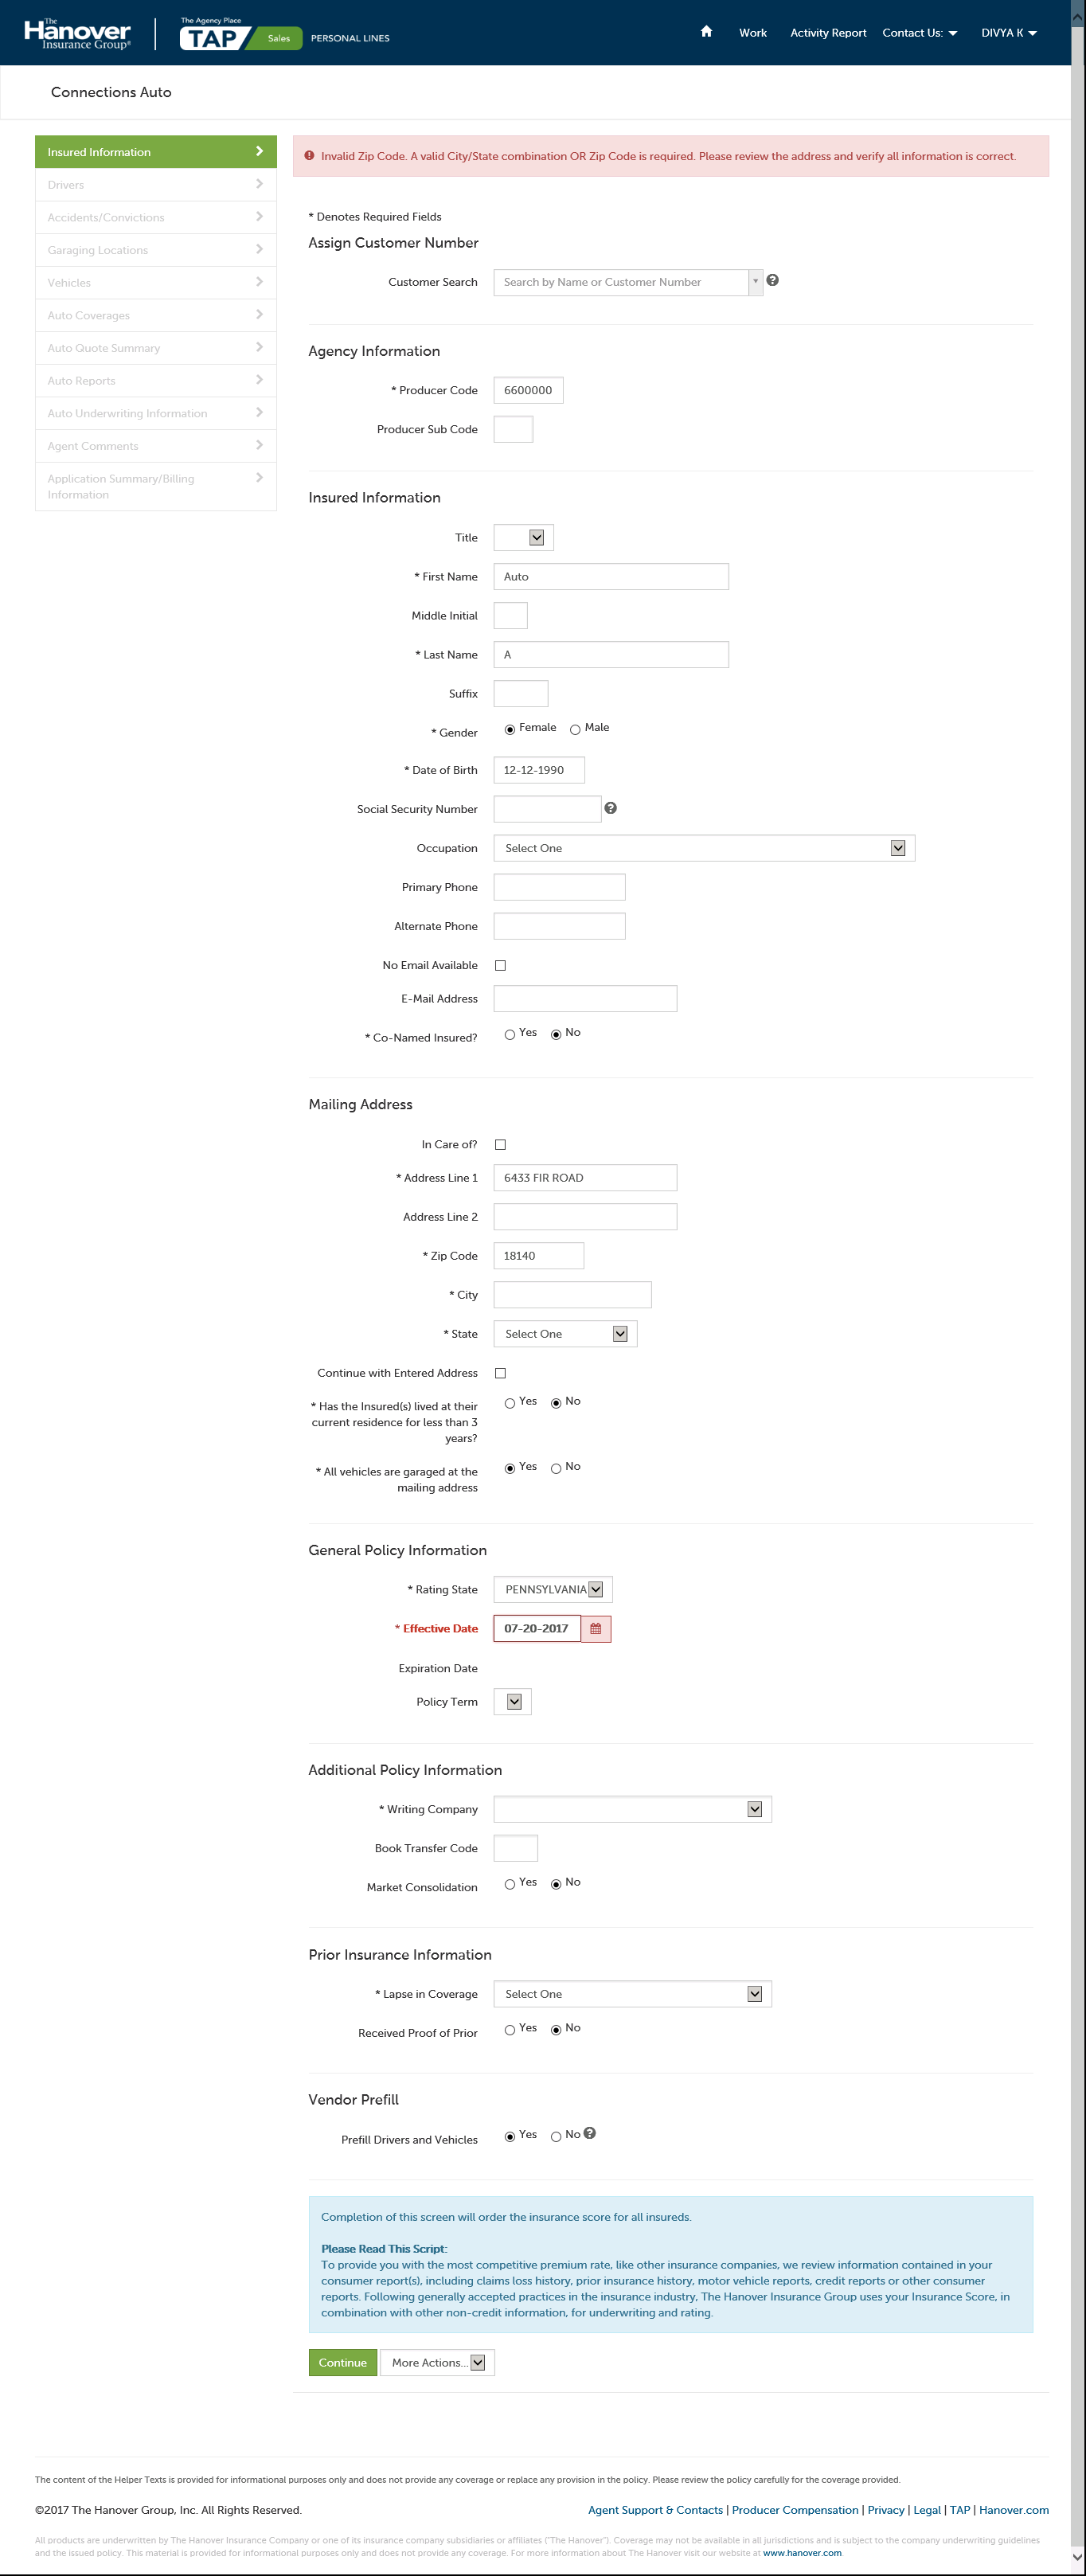 The
Hanover
Insurance Group®
The Agency Place
TAP Sales PERSONAL LINES
Work Activity Report Contact Us: DIVYA K
Connections Auto
Insured Information
Drivers
Accidents/Convictions
Garaging Locations
Vehicles
Auto Coverages
Auto Quote Summary
Auto Reports
Auto Underwriting Information
Agent Comments
Application Summary/Billing
Information
Invalid Zip Code. A valid City/State combination OR Zip Code is required. Please review the address and verify all information is correct.
* Denotes Required Fields
Assign Customer Number
Customer Search Search by Name or Customer Number
Agency Information
* Producer Code 6600000
Producer Sub Code
Insured Information
Title
* First Name Auto
Middle Initial
* Last Name A
Suffix
* Gender Female Male
* Date of Birth 12-12-1990
Social Security Number
Occupation Select One
Primary Phone
Alternate Phone
No Email Available
E-Mail Address
* Co-Named Insured? Yes No
Mailing Address
In Care of?
* Address Line 1 6433 FIR ROAD
Address Line 2
* Zip Code 18140
* City
* State Select One
Continue with Entered Address
* Has the Insured(s) lived at their Yes No
current residence for less than 3
years?
* All vehicles are garaged at the Yes No
mailing address
General Policy Information
* Rating State PENNSYLVANIA
* Effective Date 07-20-2017
Expiration Date
Policy Term
Additional Policy Information
* Writing Company
Book Transfer Code
Market Consolidation Yes No
Prior Insurance Information
* Lapse in Coverage Select One
Received Proof of Prior Yes No
Vendor Prefill
Prefill Drivers and Vehicles Yes No
Completion of this screen will order the insurance score for all insureds.
Please Read This Script:
To provide you with the most competitive premium rate, like other insurance companies, we review information contained in your
consumer report(s), including claims loss history, prior insurance history, motor vehicle reports, credit reports or other consumer
reports. Following generally accepted practices in the insurance industry, The Hanover Insurance Group uses your Insurance Score, in
combination with other non-credit information, for underwriting and rating.
Continue More Actions...
The content of the Helper Texts is provided for informational purposes only and does not provide any coverage or replace any provision in the policy. Please review the policy carefully for the coverage provided.
©2017 The Hanover Group, Inc. All Rights Reserved. Agent Support & Contacts | Producer Compensation | Privacy | Legal | TAP | Hanover.com
All products are underwritten by The Hanover Insurance Company or one of its insurance company subsidiaries or affiliates ("The Hanover"). Coverage may not be available in all jurisdictions and is subject to the company underwriting guidelines
and the issued policy. This material is provided for informational purposes only and does not provide any coverage. For more information about The Hanover visit our website at www.hanover.com.